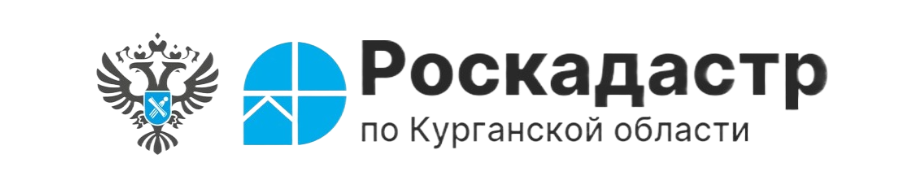 Роскадастр
по Курганской области